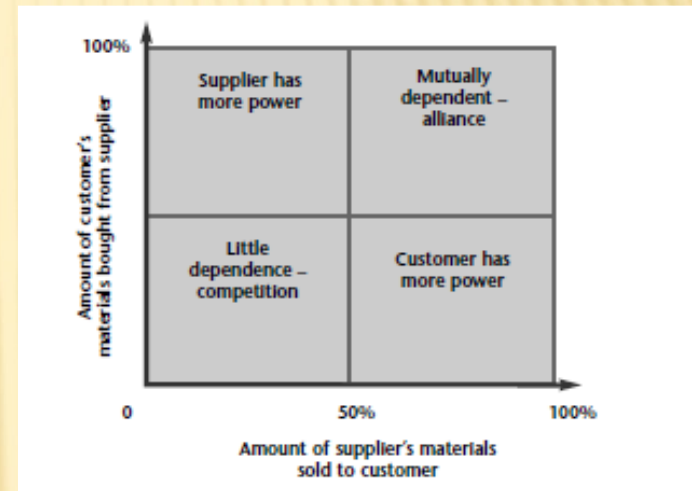 100%
Supplier has
more power
Mutually
dependent –
alliance
Amount of customer's
materials bought from supplier
Little
dependence –
competition
Customer has
more power
0
50%
100%
Amount of supplier's materials
sold to customer